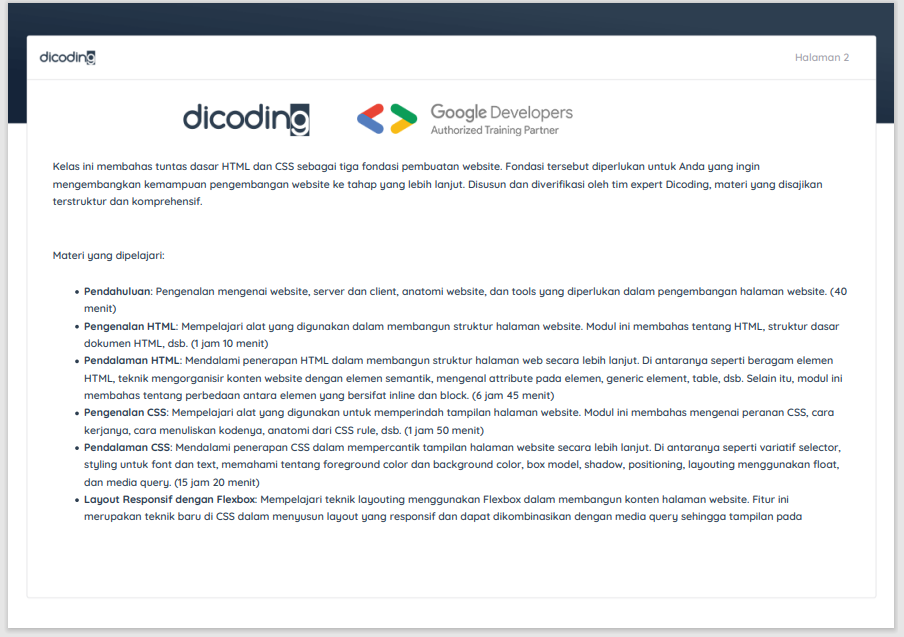 dicoding
Halaman 2
dicoding
Google Developers
Authorized Training Partner
Kelas ini membahas tuntas dasar HTML dan CSS sebagai tiga fondasi pembuatan website. Fondasi tersebut diperlukan untuk Anda yang ingin
mengembangkan kemampuan pengembangan website ke tahap yang lebih lanjut. Disusun dan diverifikasi oleh tim expert Dicoding, materi yang disajikan
terstruktur dan komprehensif.
Materi yang dipelajari:
• Pendahuluan: Pengenalan mengenai website, server dan client, anatomi website, dan tools yang diperlukan dalam pengembangan halaman website. (40
menit)
• Pengenalan HTML: Mempelajari alat yang digunakan dalam membangun struktur halaman website. Modul ini membahas tentang HTML, struktur dasar
dokumen HTML, dsb. (1 jam 10 menit)
• Pendalaman HTML: Mendalami penerapan HTML dalam membangun struktur halaman web secara lebih lanjut. Di antaranya seperti beragam elemen
HTML, teknik mengorganisir konten website dengan elemen semantik, mengenal attribute pada elemen, generic element, table, dsb. Selain itu, modul ini
membahas tentang perbedaan antara elemen yang bersifat inline dan block. (6 jam 45 menit)
• Pengenalan CSS: Mempelajari alat yang digunakan untuk memperindah tampilan halaman website. Modul ini membahas mengenai peranan CSS, cara
kerjanya, cara menuliskan kodenya, anatomi dari CSS rule, dsb. (1 jam 50 menit)
• Pendalaman CSS: Mendalami penerapan CSS dalam mempercantik tampilan halaman website secara lebih lanjut. Di antaranya seperti variatif selector,
styling untuk font dan text, memahami tentang foreground color dan background color, box model, shadow, positioning, layouting menggunakan float,
dan media query. (15 jam 20 menit)
• Layout Responsif dengan Flexbox: Mempelajari teknik layouting menggunakan Flexbox dalam membangun konten halaman website. Fitur ini
merupakan teknik baru di CSS dalam menyusun layout yang responsif dan dapat dikombinasikan dengan media query sehingga tampilan pada